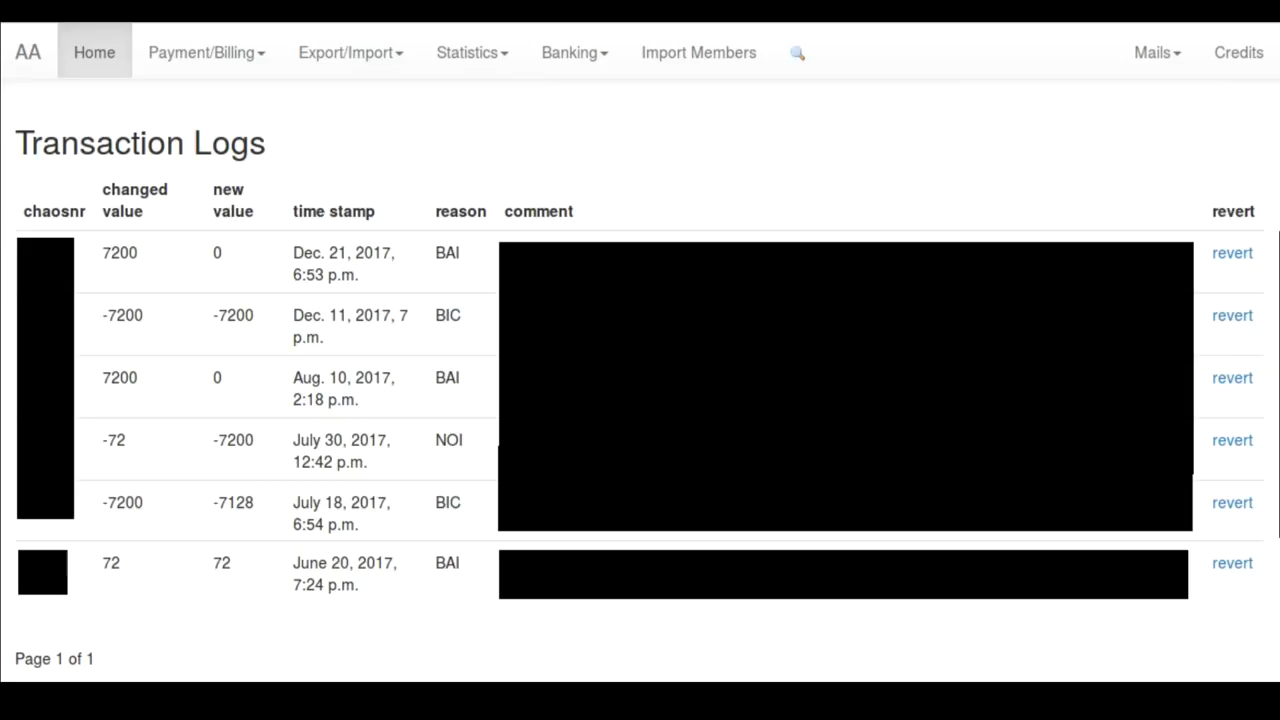 AA Home Payment/Billing Export/Import Statistics Banking Import Members Mails Credits
Transaction Logs
chaosnr changed value new value time stamp reason comment revert
7200 0 Dec. 21, 2017, 6:53 p.m. BAI revert
-7200 -7200 Dec. 11, 2017, 7 p.m. BIC revert
7200 0 Aug. 10, 2017, 2:18 p.m. BAI revert
-72 -7200 July 30, 2017, 12:42 p.m. NOI revert
-7200 -7128 July 18, 2017, 6:54 p.m. BIC revert
72 72 June 20, 2017, 7:24 p.m. BAI revert
Page 1 of 1